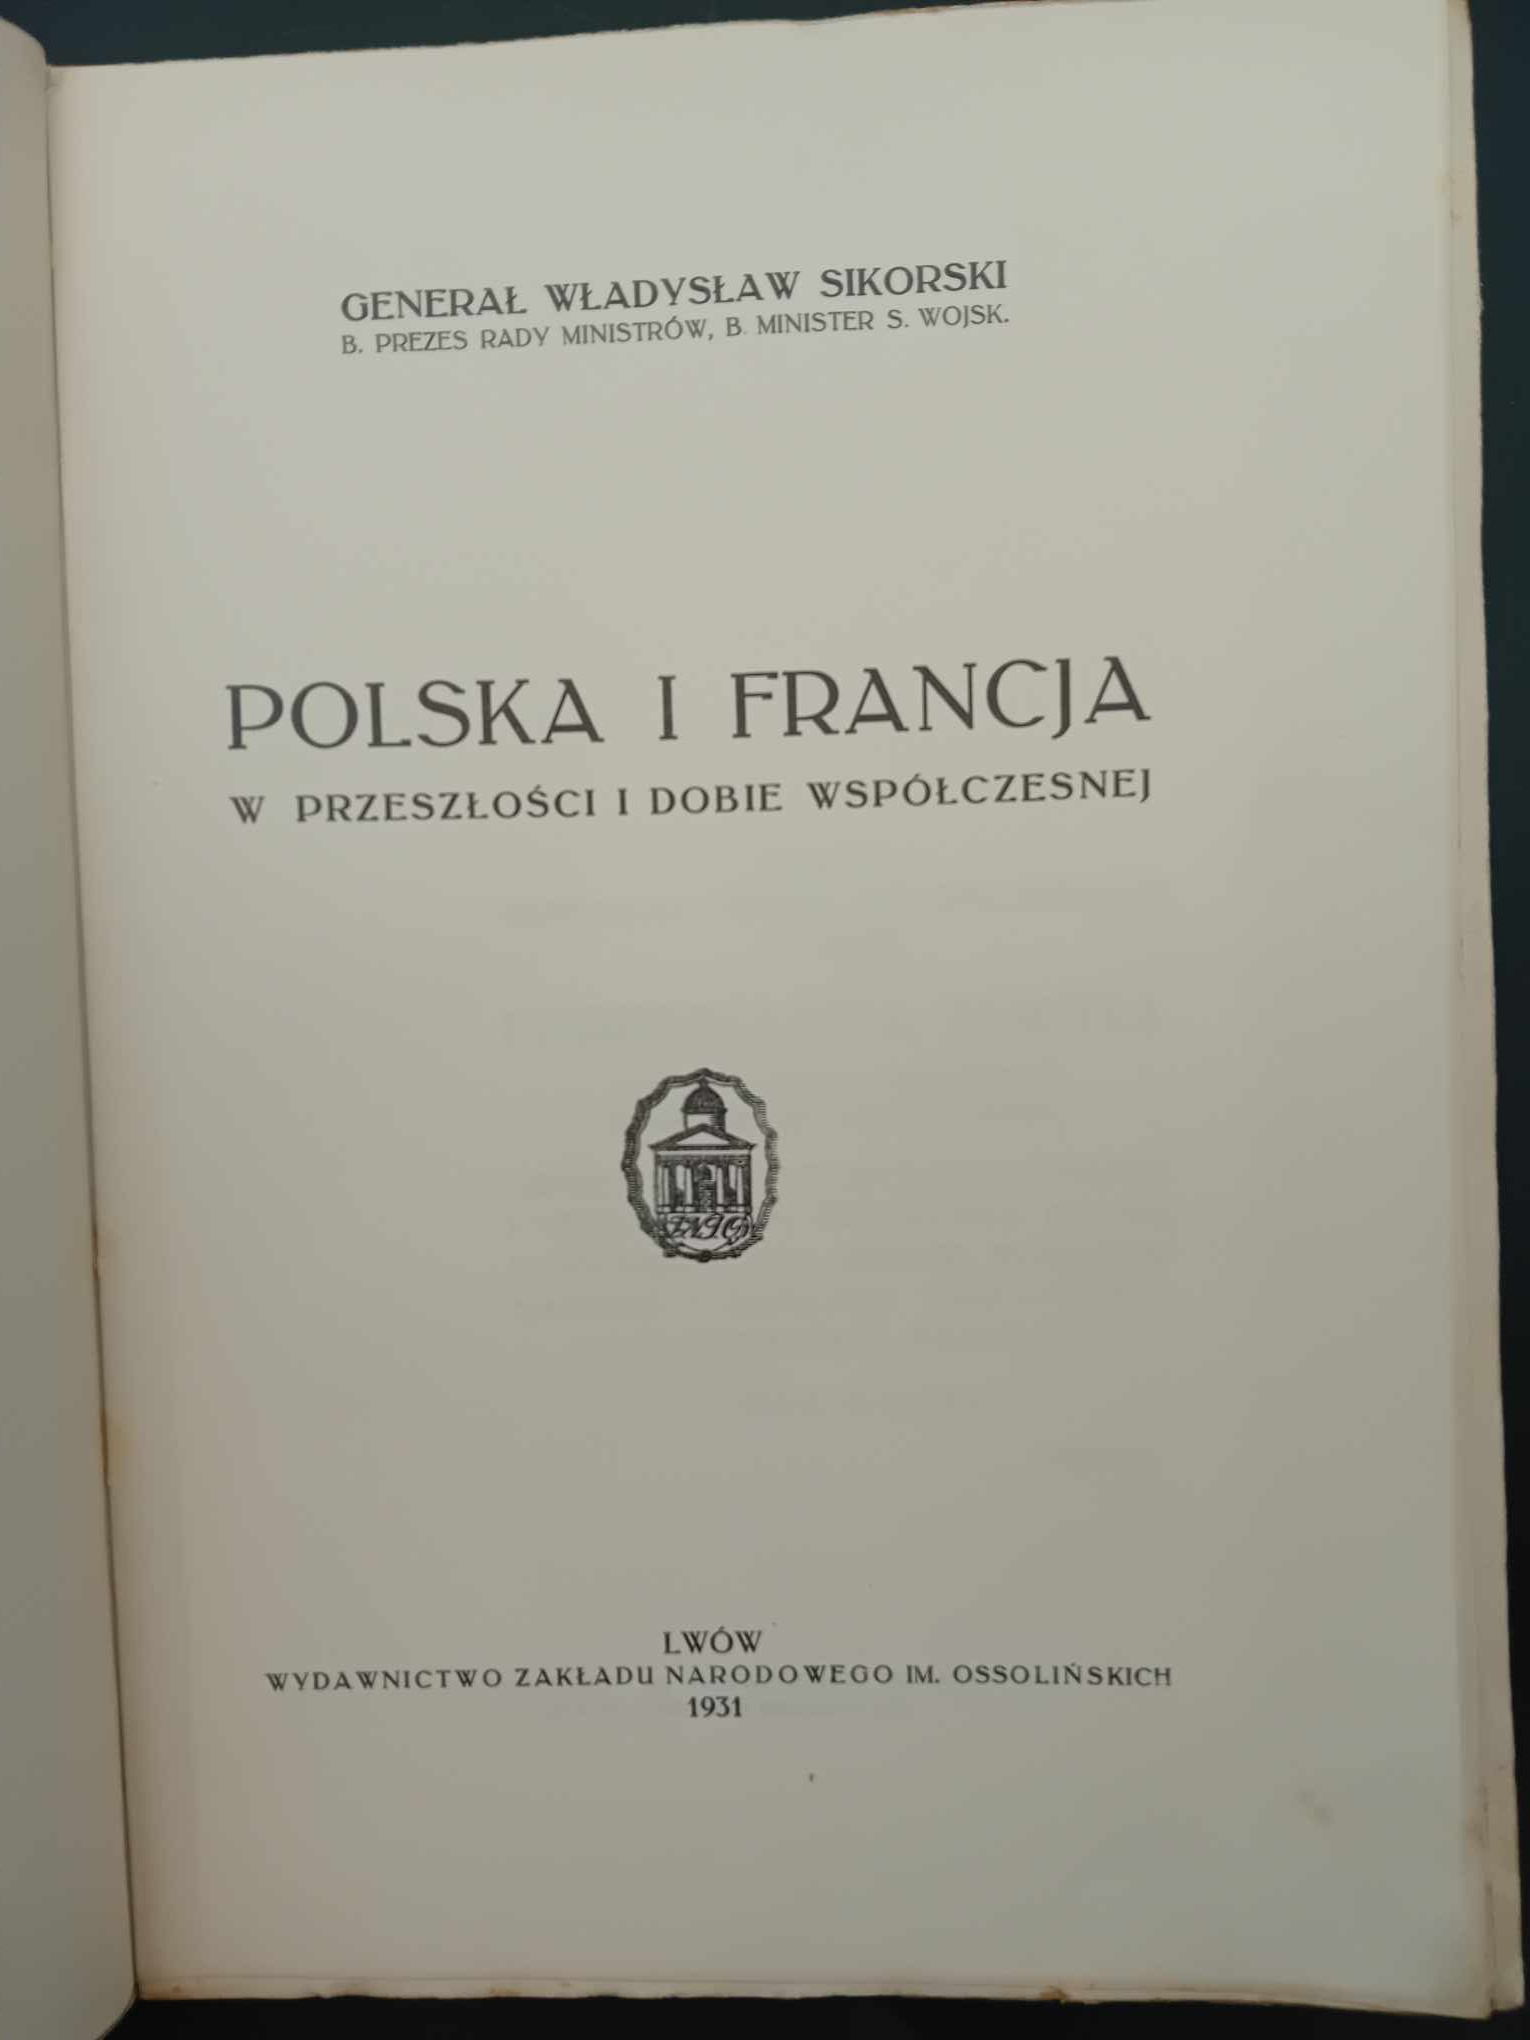 GENERAŁ WŁADYSŁAW SIKORSKI
B. PREZES RADY MINISTRÓW, B. MINISTER S. WOJSK.
POLSKA I FRANCJA
W PRZESZŁOŚCI I DOBIE WSPÓŁCZESNEJ
Z.N.I.O.
LWÓW
WYDAWNICTWO ZAKŁADU NARODOWEGO IM. OSSOLIŃSKICH
1931